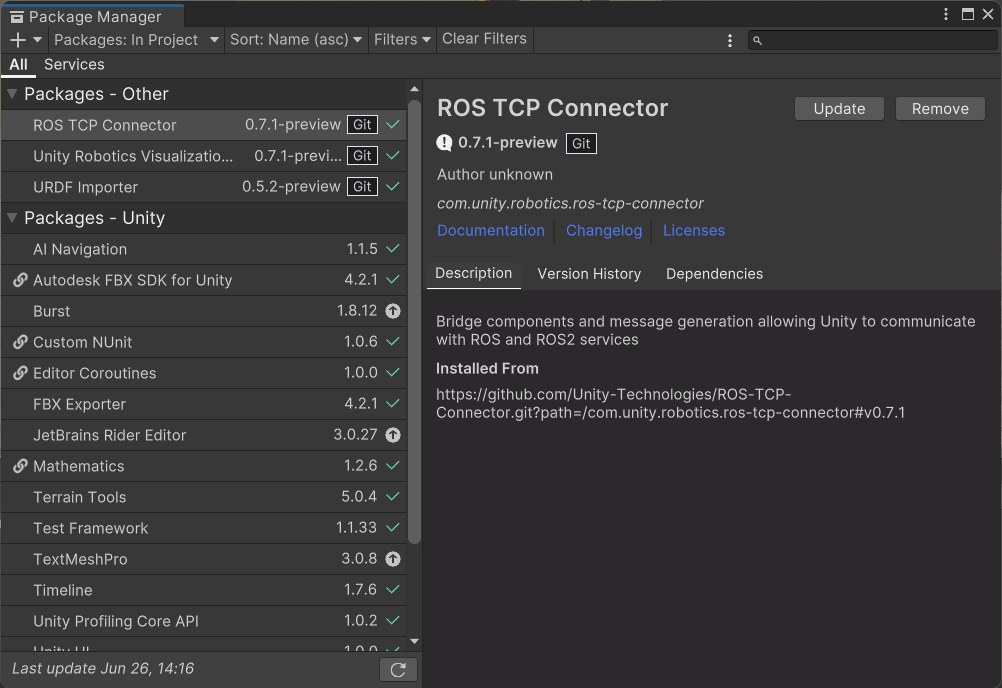 Package Manager
Packages: In Project
Sort: Name (asc)
Filters
Clear Filters
All
Services
Packages - Other
ROS TCP Connector 0.7.1-preview Git
Unity Robotics Visualizatio... 0.7.1-previ... Git
URDF Importer 0.5.2-preview Git
Packages - Unity
AI Navigation 1.1.5
Autodesk FBX SDK for Unity 4.2.1
Burst 1.8.12
Custom NUnit 1.0.6
Editor Coroutines 1.0.0
FBX Exporter 4.2.1
JetBrains Rider Editor 3.0.27
Mathematics 1.2.6
Terrain Tools 5.0.4
Test Framework 1.1.33
TextMeshPro 3.0.8
Timeline 1.7.6
Unity Profiling Core API 1.0.2
Unity UI 1.0.0
Last update Jun 26, 14:16
ROS TCP Connector
Update
Remove
0.7.1-preview Git
Author unknown
com.unity.robotics.ros-tcp-connector
Documentation
Changelog
Licenses
Description
Version History
Dependencies
Bridge components and message generation allowing Unity to communicate
with ROS and ROS2 services
Installed From
https://github.com/Unity-Technologies/ROS-TCP-
Connector.git?path=/com.unity.robotics.ros-tcp-connector#v0.7.1